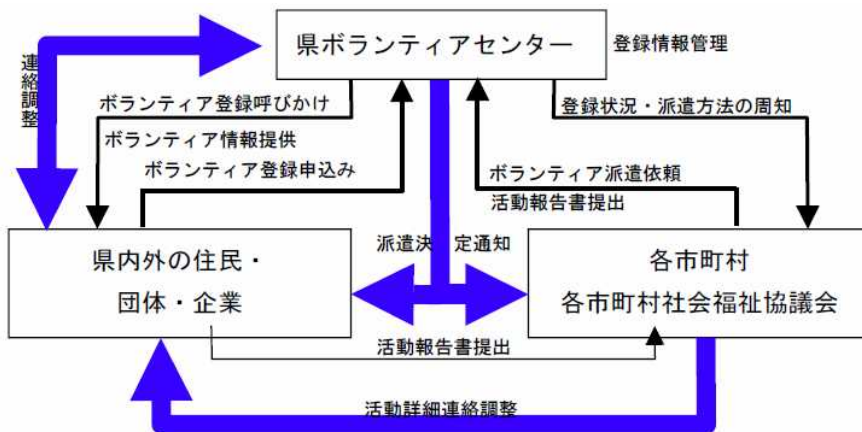 県ボランティアセンター
登録情報管理
連絡調整
ボランティア登録呼びかけ
登録状況・派遣方法の周知
ボランティア情報提供
ボランティア登録申込み
ボランティア派遣依頼
活動報告書提出
県内外の住民・
団体・企業
派遣決定通知
各市町村
各市町村社会福祉協議会
活動報告書提出
活動詳細連絡調整